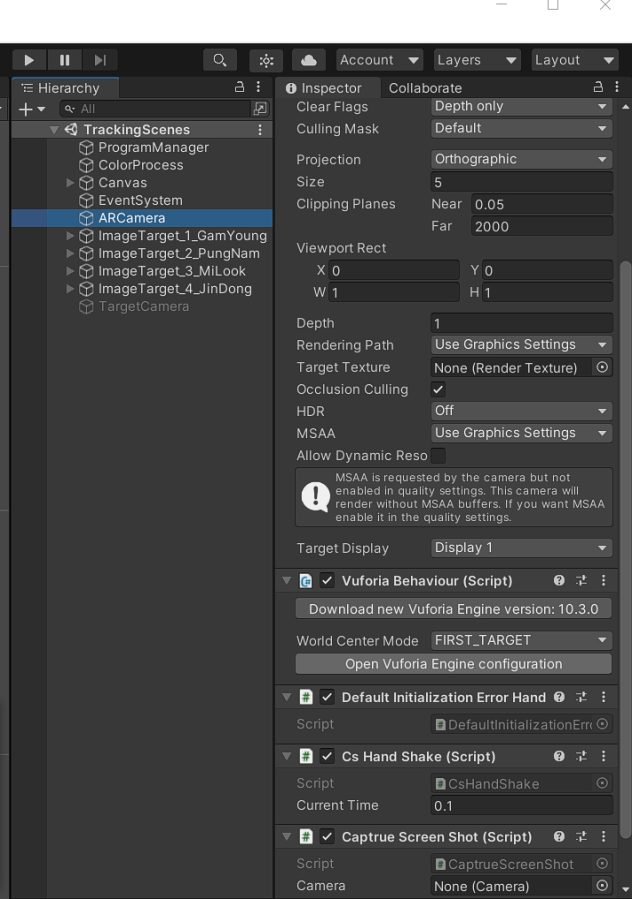 Account
Layers
Layout
Hierarchy
All
TrackingScenes
ProgramManager
ColorProcess
Canvas
EventSystem
ARCamera
ImageTarget_1_GamYoung
ImageTarget_2_PungNam
ImageTarget_3_MiLook
ImageTarget_4_JinDong
TargetCamera
Inspector
Collaborate
Clear Flags Depth only
Culling Mask Default
Projection Orthographic
Size 5
Clipping Planes Near 0.05
Far 2000
Viewport Rect
X 0 Y 0
W 1 H 1
Depth 1
Rendering Path Use Graphics Settings
Target Texture None (Render Texture)
Occlusion Culling
HDR Off
MSAA Use Graphics Settings
Allow Dynamic Reso
MSAA is requested by the camera but not
enabled in quality settings. This camera will
render without MSAA buffers. If you want MSAA
enable it in the quality settings.
Target Display Display 1
Vuforia Behaviour (Script)
Download new Vuforia Engine version: 10.3.0
World Center Mode FIRST_TARGET
Open Vuforia Engine configuration
Default Initialization Error Hand
Script DefaultInitializationErro
Cs Hand Shake (Script)
Script CsHandShake
Current Time 0.1
Captrue Screen Shot (Script)
Script CaptrueScreenShot
Camera None (Camera)